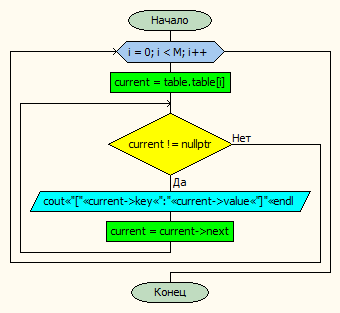 Начало
i = 0; i < M; i++
current = table.table[i]
current != nullptr
Нет
Да
cout«"["«current->key«":"«current->value«"]"«endl
current = current->next
Конец